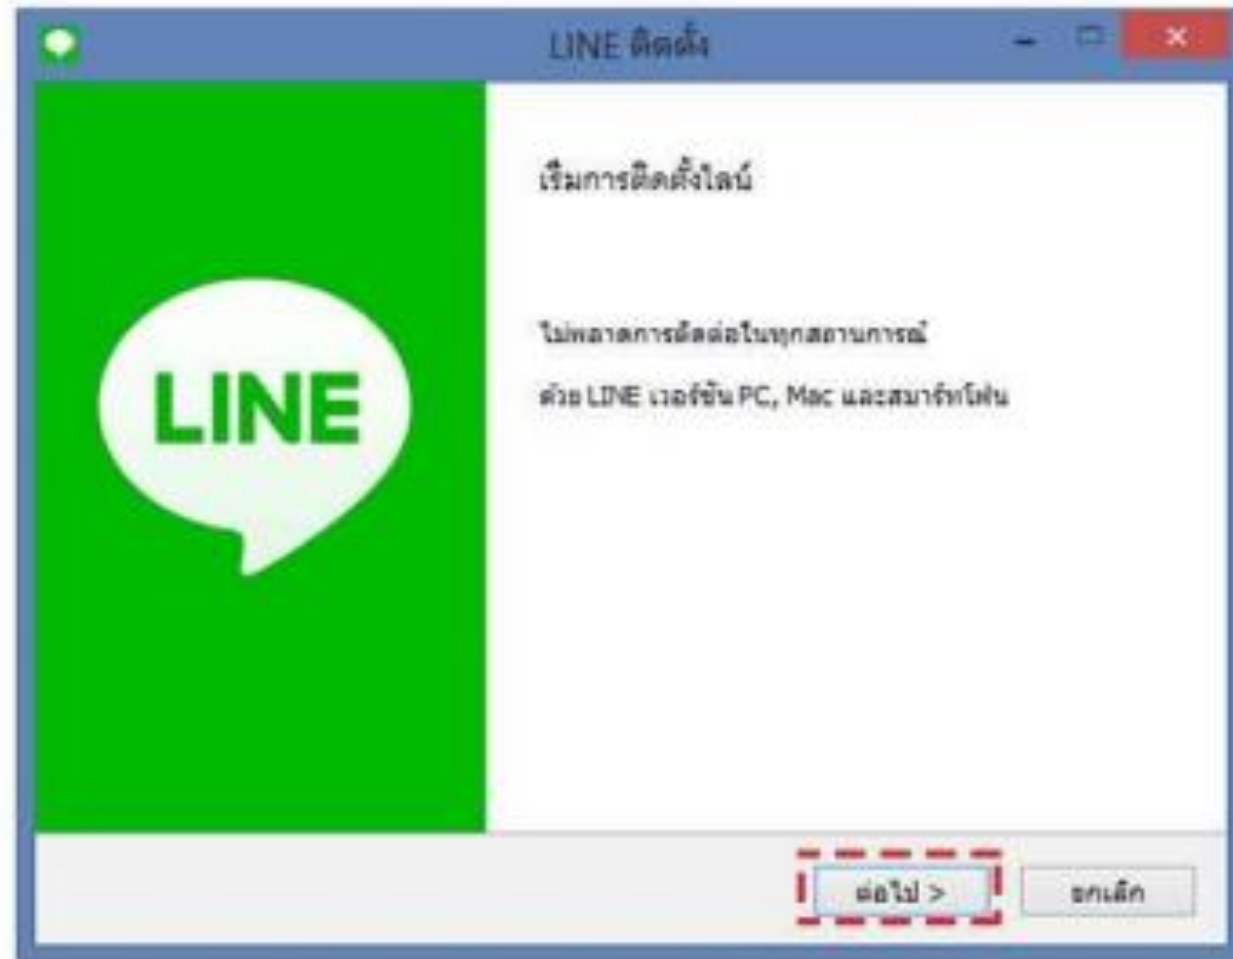 LINE ติดตั้ง
เริ่มการติดตั้งไลน์
ไม่พลาดการติดต่อในทุกสถานการณ์
ด้วย LINE เวอร์ชัน PC, Mac และสมาร์ทโฟน
LINE
ต่อไป >
ยกเลิก